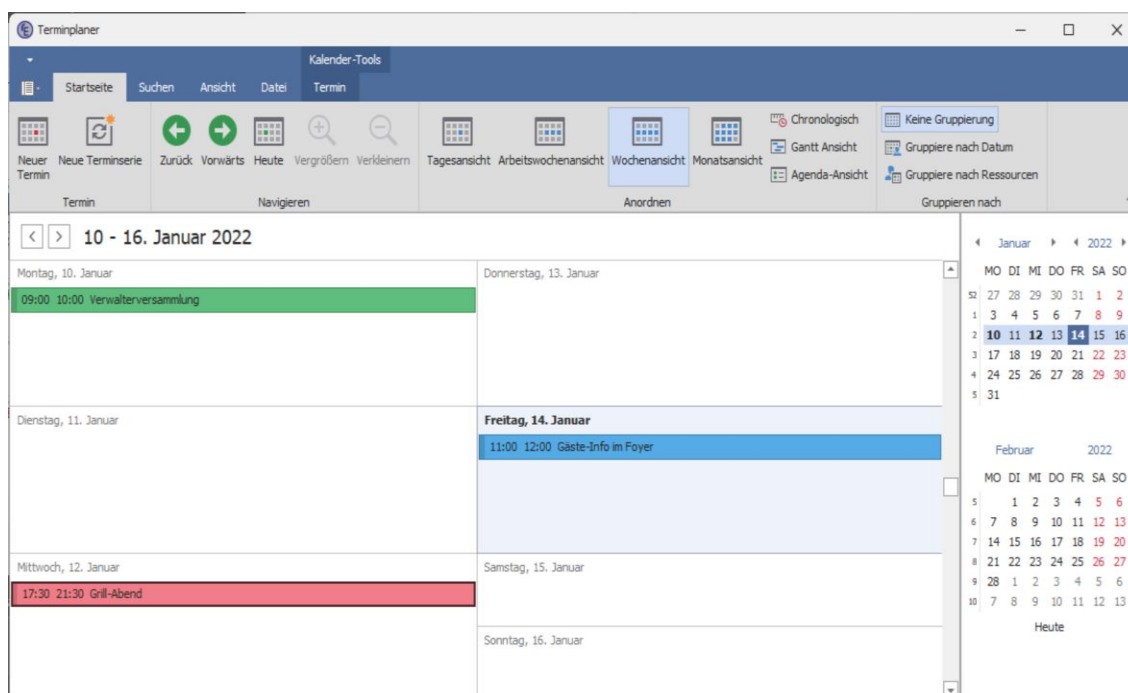 Terminplaner
Kalender-Tools
Startseite Suchen Ansicht Datei Termin
Neuer Termin
Neue Terminserie
Zurück Vorwärts Heute Vergrößern Verkleinern
Tagesansicht Arbeitswochenansicht Wochenansicht Monatsansicht
Chronologisch
Gantt Ansicht
Agenda-Ansicht
Keine Gruppierung
Gruppiere nach Datum
Gruppiere nach Ressourcen
Termin Navigieren Anordnen Gruppieren nach
10 - 16. Januar 2022
Montag, 10. Januar
09:00 10:00 Verwalterversammlung
Dienstag, 11. Januar
Mittwoch, 12. Januar
17:30 21:30 Grill-Abend
Donnerstag, 13. Januar
Freitag, 14. Januar
11:00 12:00 Gäste-Info im Foyer
Samstag, 15. Januar
Sonntag, 16. Januar
Januar 2022
MO DI MI DO FR SA SO
52 27 28 29 30 31 1 2
1 3 4 5 6 7 8 9
2 10 11 12 13 14 15 16
3 17 18 19 20 21 22 23
4 24 25 26 27 28 29 30
5 31
Februar 2022
MO DI MI DO FR SA SO
5 1 2 3 4 5 6
6 7 8 9 10 11 12 13
7 14 15 16 17 18 19 20
8 21 22 23 24 25 26 27
9 28 1 2 3 4 5 6
10 7 8 9 10 11 12 13
Heute